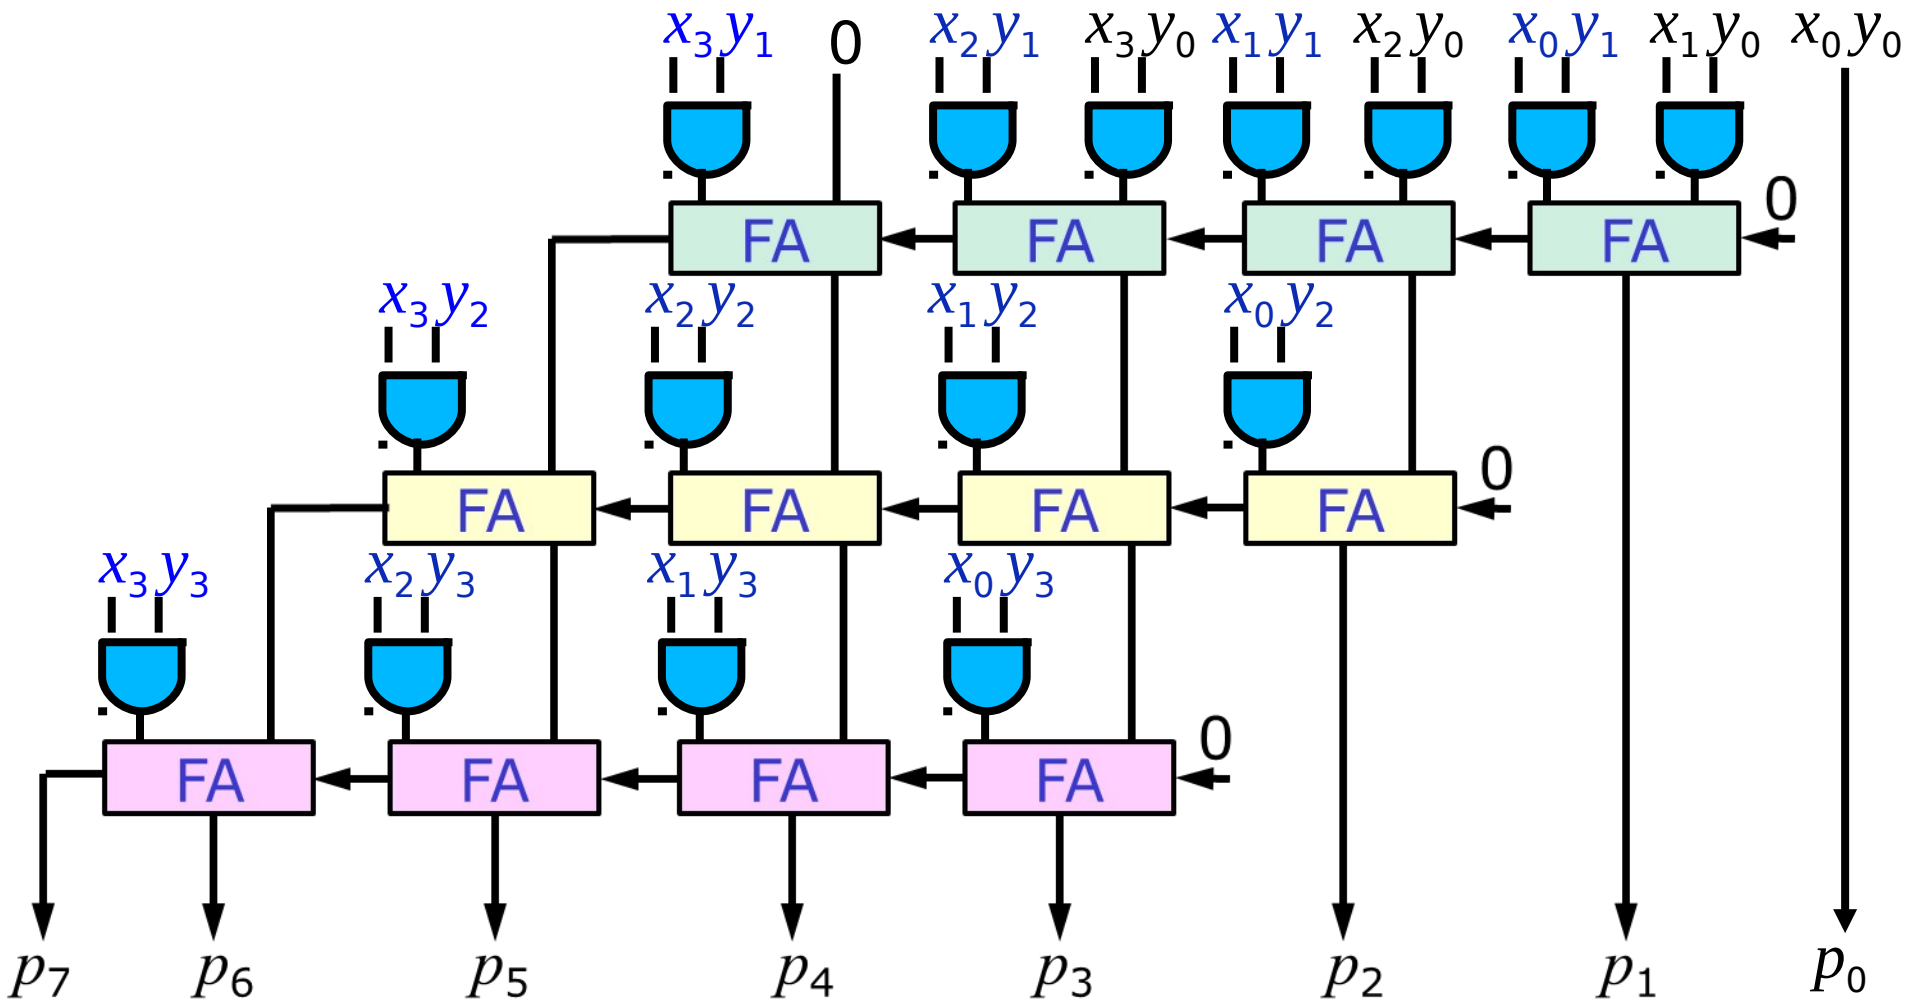 x₃y₁ 0 x₂y₁ x₃y₀ x₁y₁ x₂y₀ x₀y₁ x₁y₀ x₀y₀
0
FA FA FA FA
x₃y₂ x₂y₂ x₁y₂ x₀y₂
0
FA FA FA FA
x₃y₃ x₂y₃ x₁y₃ x₀y₃
0
FA FA FA FA
p₇ p₆ p₅ p₄ p₃ p₂ p₁ p₀